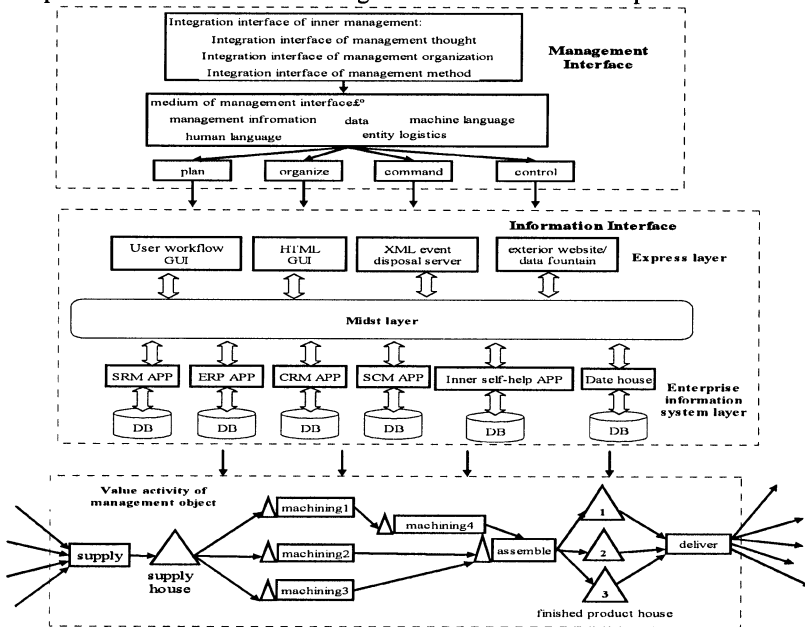 Integration interface of inner management:
Integration interface of management thought
Integration interface of management organization
Integration interface of management method
Management
Interface
medium of management interface£º
management infromation data machine language
human language entity logistics
plan organize command control
Information Interface
User workflow
GUI
HTML
GUI
XML event
disposal server
exterior website/
data fountain
Express layer
Midst layer
SRM APP ERP APP CRM APP SCM APP Inner self-help APP Date house
Enterprise
information
system layer
DB DB DB DB DB DB
Value activity of
management object
machining1
machining4
1
supply
supply
house
machining2
assemble
2
deliver
machining3
3
finished product house